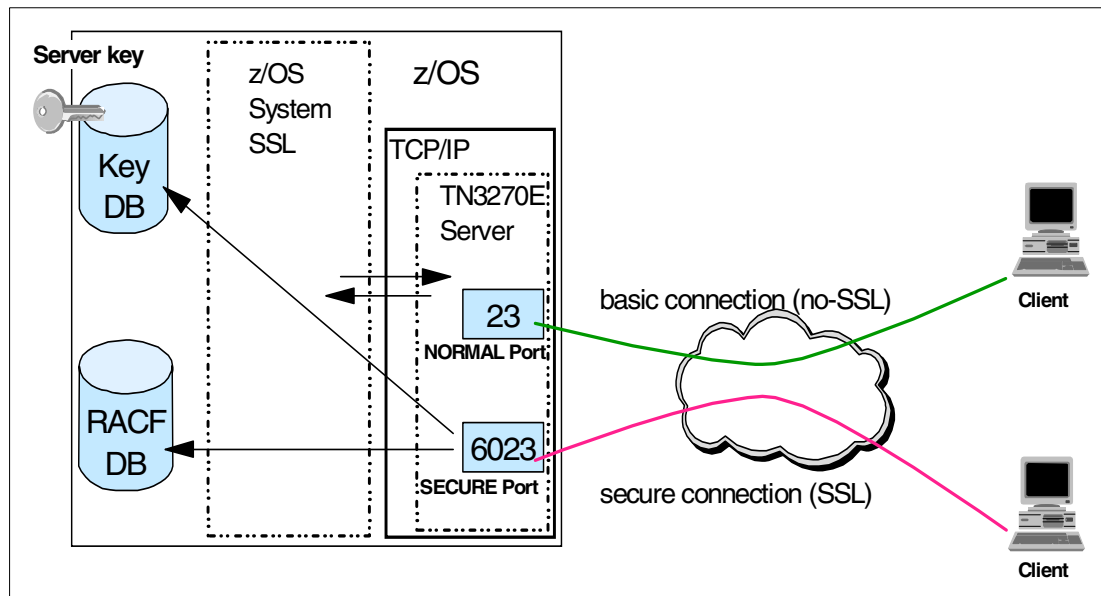 Server key
z/OS
System
SSL
z/OS
Key
DB
TCP/IP
TN3270E
Server
23
NORMAL Port
basic connection (no-SSL)
Client
RACF
DB
6023
SECURE Port
secure connection (SSL)
Client